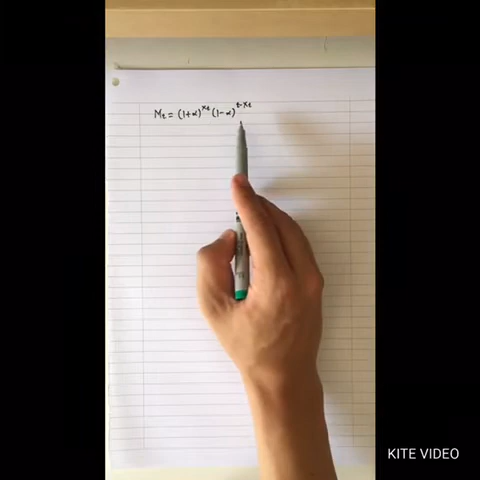 Mt = (1+α)^Xt (1-α)^t-Xt
KITE VIDEO